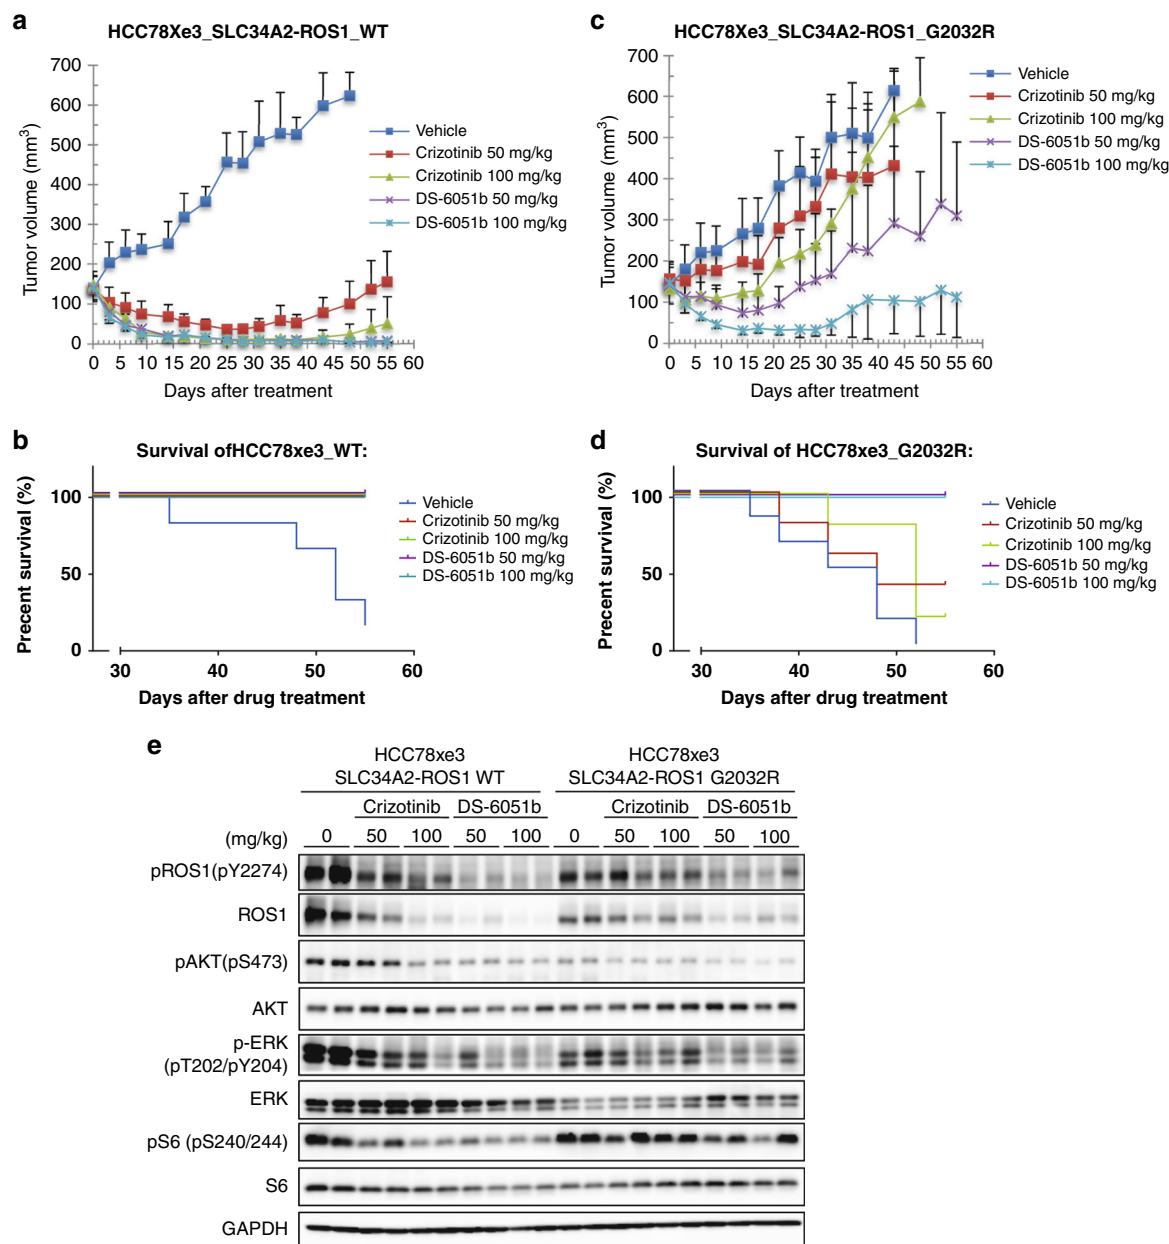 a
HCC78Xe3_SLC34A2-ROS1_WT
Tumor volume (mm³)
700
600
500
400
300
200
100
0
0 5 10 15 20 25 30 35 40 45 50 55 60
Days after treatment
Vehicle
Crizotinib 50 mg/kg
Crizotinib 100 mg/kg
DS-6051b 50 mg/kg
DS-6051b 100 mg/kg
c
HCC78Xe3_SLC34A2-ROS1_G2032R
Tumor volume (mm³)
700
600
500
400
300
200
100
0
0 5 10 15 20 25 30 35 40 45 50 55 60
Days after treatment
Vehicle
Crizotinib 50 mg/kg
Crizotinib 100 mg/kg
DS-6051b 50 mg/kg
DS-6051b 100 mg/kg
b
Survival ofHCC78xe3_WT:
Precent survival (%)
100
50
0
30 40 50 60
Days after drug treatment
Vehicle
Crizotinib 50 mg/kg
Crizotinib 100 mg/kg
DS-6051b 50 mg/kg
DS-6051b 100 mg/kg
d
Survival of HCC78xe3_G2032R:
Precent survival (%)
100
50
0
30 40 50 60
Days after drug treatment
Vehicle
Crizotinib 50 mg/kg
Crizotinib 100 mg/kg
DS-6051b 50 mg/kg
DS-6051b 100 mg/kg
e
HCC78xe3
SLC34A2-ROS1 WT
HCC78xe3
SLC34A2-ROS1 G2032R
Crizotinib DS-6051b Crizotinib DS-6051b
(mg/kg) 0 50 100 50 100 0 50 100 50 100
pROS1(pY2274)
ROS1
pAKT(pS473)
AKT
p-ERK
(pT202/pY204)
ERK
pS6 (pS240/244)
S6
GAPDH